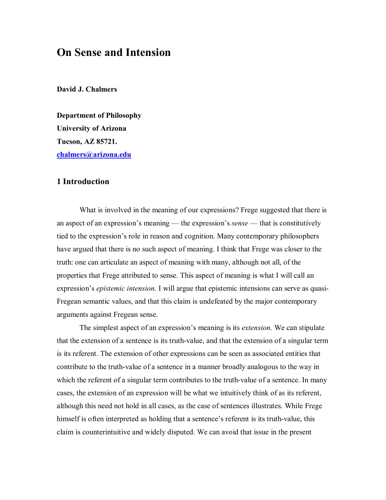 On Sense and Intension
David J. Chalmers
Department of Philosophy
University of Arizona
Tucson, AZ 85721.
chalmers@arizona.edu
1 Introduction
What is involved in the meaning of our expressions? Frege suggested that there is
an aspect of an expression's meaning — the expression's sense — that is constitutively
tied to the expression's role in reason and cognition. Many contemporary philosophers
have argued that there is no such aspect of meaning. I think that Frege was closer to the
truth: one can articulate an aspect of meaning with many, although not all, of the
properties that Frege attributed to sense. This aspect of meaning is what I will call an
expression's epistemic intension. I will argue that epistemic intensions can serve as quasi-
Fregean semantic values, and that this claim is undefeated by the major contemporary
arguments against Fregean sense.
The simplest aspect of an expression's meaning is its extension. We can stipulate
that the extension of a sentence is its truth-value, and that the extension of a singular term
is its referent. The extension of other expressions can be seen as associated entities that
contribute to the truth-value of a sentence in a manner broadly analogous to the way in
which the referent of a singular term contributes to the truth-value of a sentence. In many
cases, the extension of an expression will be what we intuitively think of as its referent,
although this need not hold in all cases, as the case of sentences illustrates. While Frege
himself is often interpreted as holding that a sentence's referent is its truth-value, this
claim is counterintuitive and widely disputed. We can avoid that issue in the present